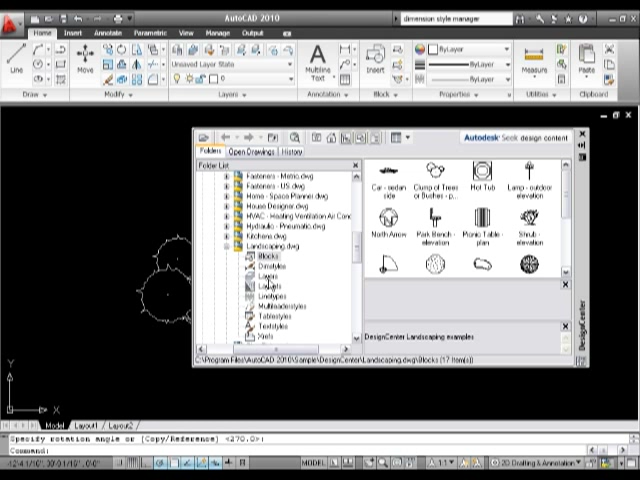 AutoCAD 2010
dimension style manager
Home Insert Annotate Parametric View Manage Output
Line
Move
Unsaved Layer State
0
Multiline
Text
Insert
ByLayer
ByLayer
ByLayer
Measure
Paste
Draw Modify Layers Annotation Block Properties Utilities Clipboard
Autodesk Seek design content
Folders Open Drawings History
Folder List
Fasteners - Metric.dwg
Fasteners - US.dwg
Home - Space Planner.dwg
House Designer.dwg
HVAC - Heating Ventilation Air Conc
Hydraulic - Pneumatic.dwg
Kitchens.dwg
Landscaping.dwg
Blocks
Dimstyles
Layers
Linetypes
Multileaderstyles
Tablestyles
Textstyles
Xrefs
Car - sedan
side
Clump of Trees
or Bushes - p...
Hot Tub
Lamp - outdoor
elevation
North Arrow
Park Bench -
elevation
Picnic Table -
plan
Shrub -
elevation
DesignCenter Landscaping examples
DesignCenter
C:\Program Files\AutoCAD 2010\Sample\DesignCenter\Landscaping.dwg\Blocks (17 Item(s))
Y
X
Model Layout1 Layout2
Specify rotation angle or [Copy/Reference] <270.0>:
Command:
MODEL
1:1
2D Drafting & Annotation